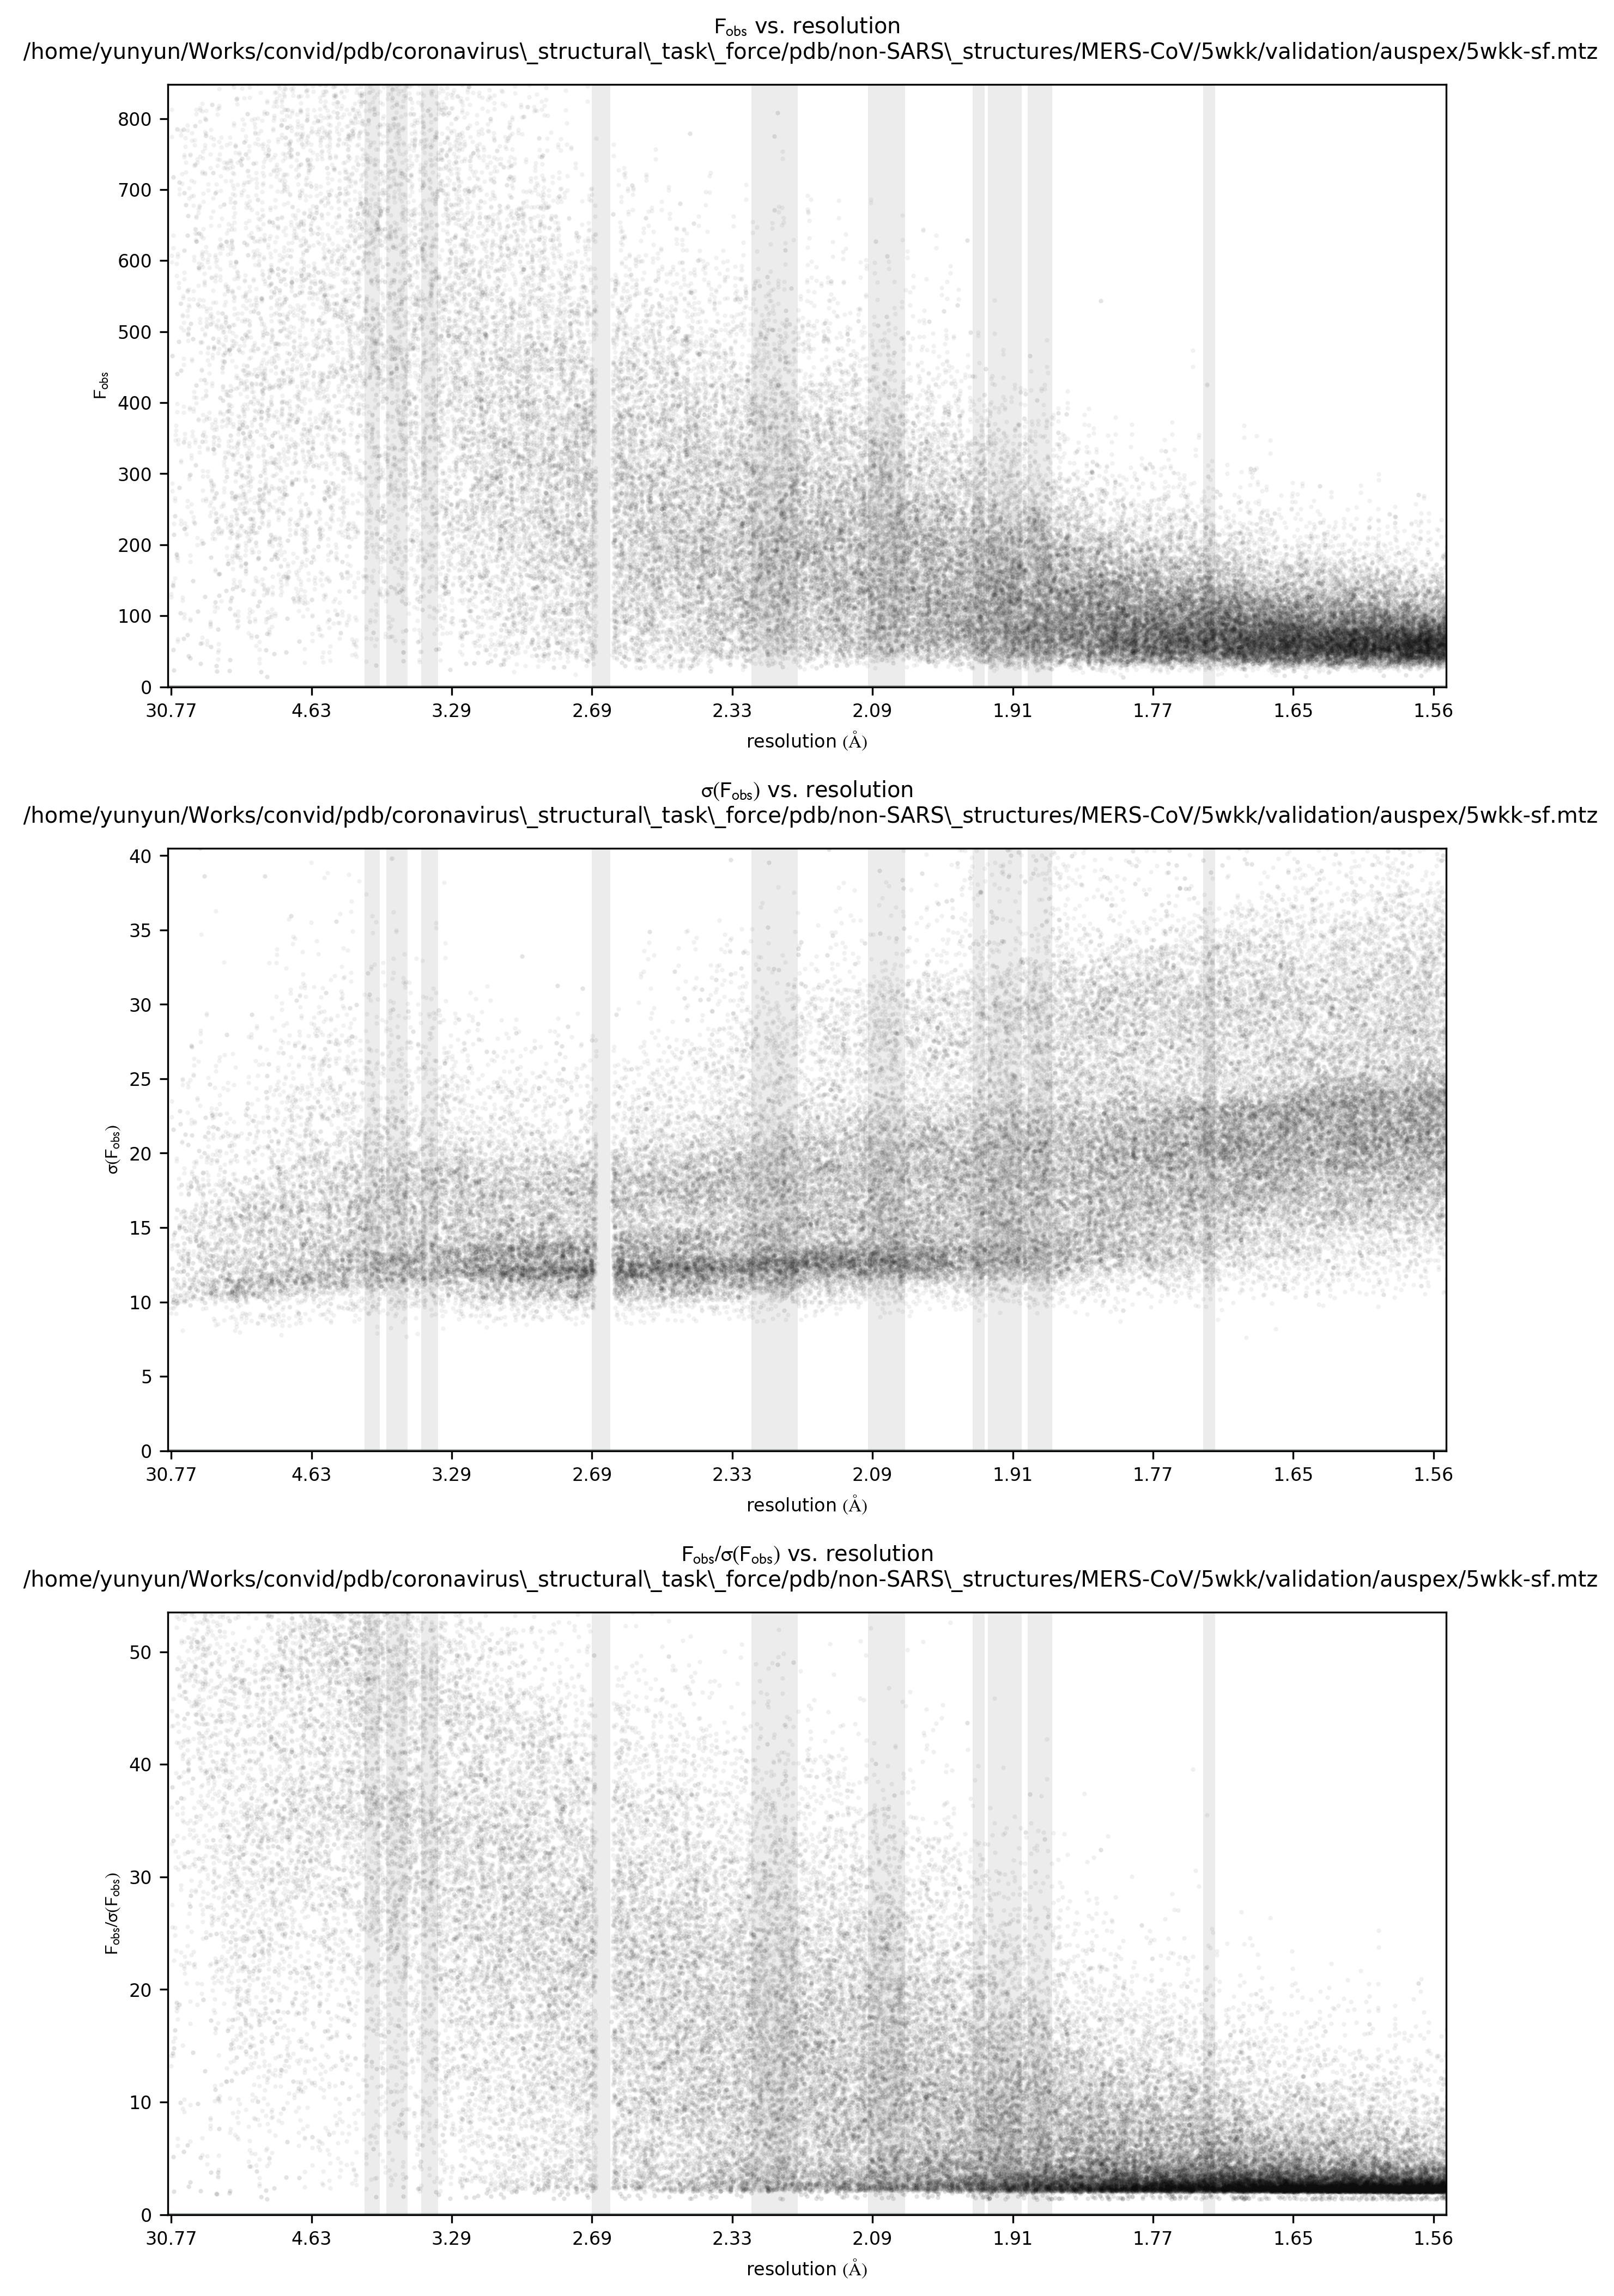 Fobs vs. resolution
/home/yunyun/Works/convid/pdb/coronavirus\_structural\_task\_force/pdb/non-SARS\_structures/MERS-CoV/5wkk/validation/auspex/5wkk-sf.mtz
800
700
600
500
400
300
200
100
0
Fobs
30.77 4.63 3.29 2.69 2.33 2.09 1.91 1.77 1.65 1.56
resolution (Å)
σ(Fobs) vs. resolution
/home/yunyun/Works/convid/pdb/coronavirus\_structural\_task\_force/pdb/non-SARS\_structures/MERS-CoV/5wkk/validation/auspex/5wkk-sf.mtz
40
35
30
25
20
15
10
5
0
σ(Fobs)
30.77 4.63 3.29 2.69 2.33 2.09 1.91 1.77 1.65 1.56
resolution (Å)
Fobs/σ(Fobs) vs. resolution
/home/yunyun/Works/convid/pdb/coronavirus\_structural\_task\_force/pdb/non-SARS\_structures/MERS-CoV/5wkk/validation/auspex/5wkk-sf.mtz
50
40
30
20
10
0
Fobs/σ(Fobs)
30.77 4.63 3.29 2.69 2.33 2.09 1.91 1.77 1.65 1.56
resolution (Å)